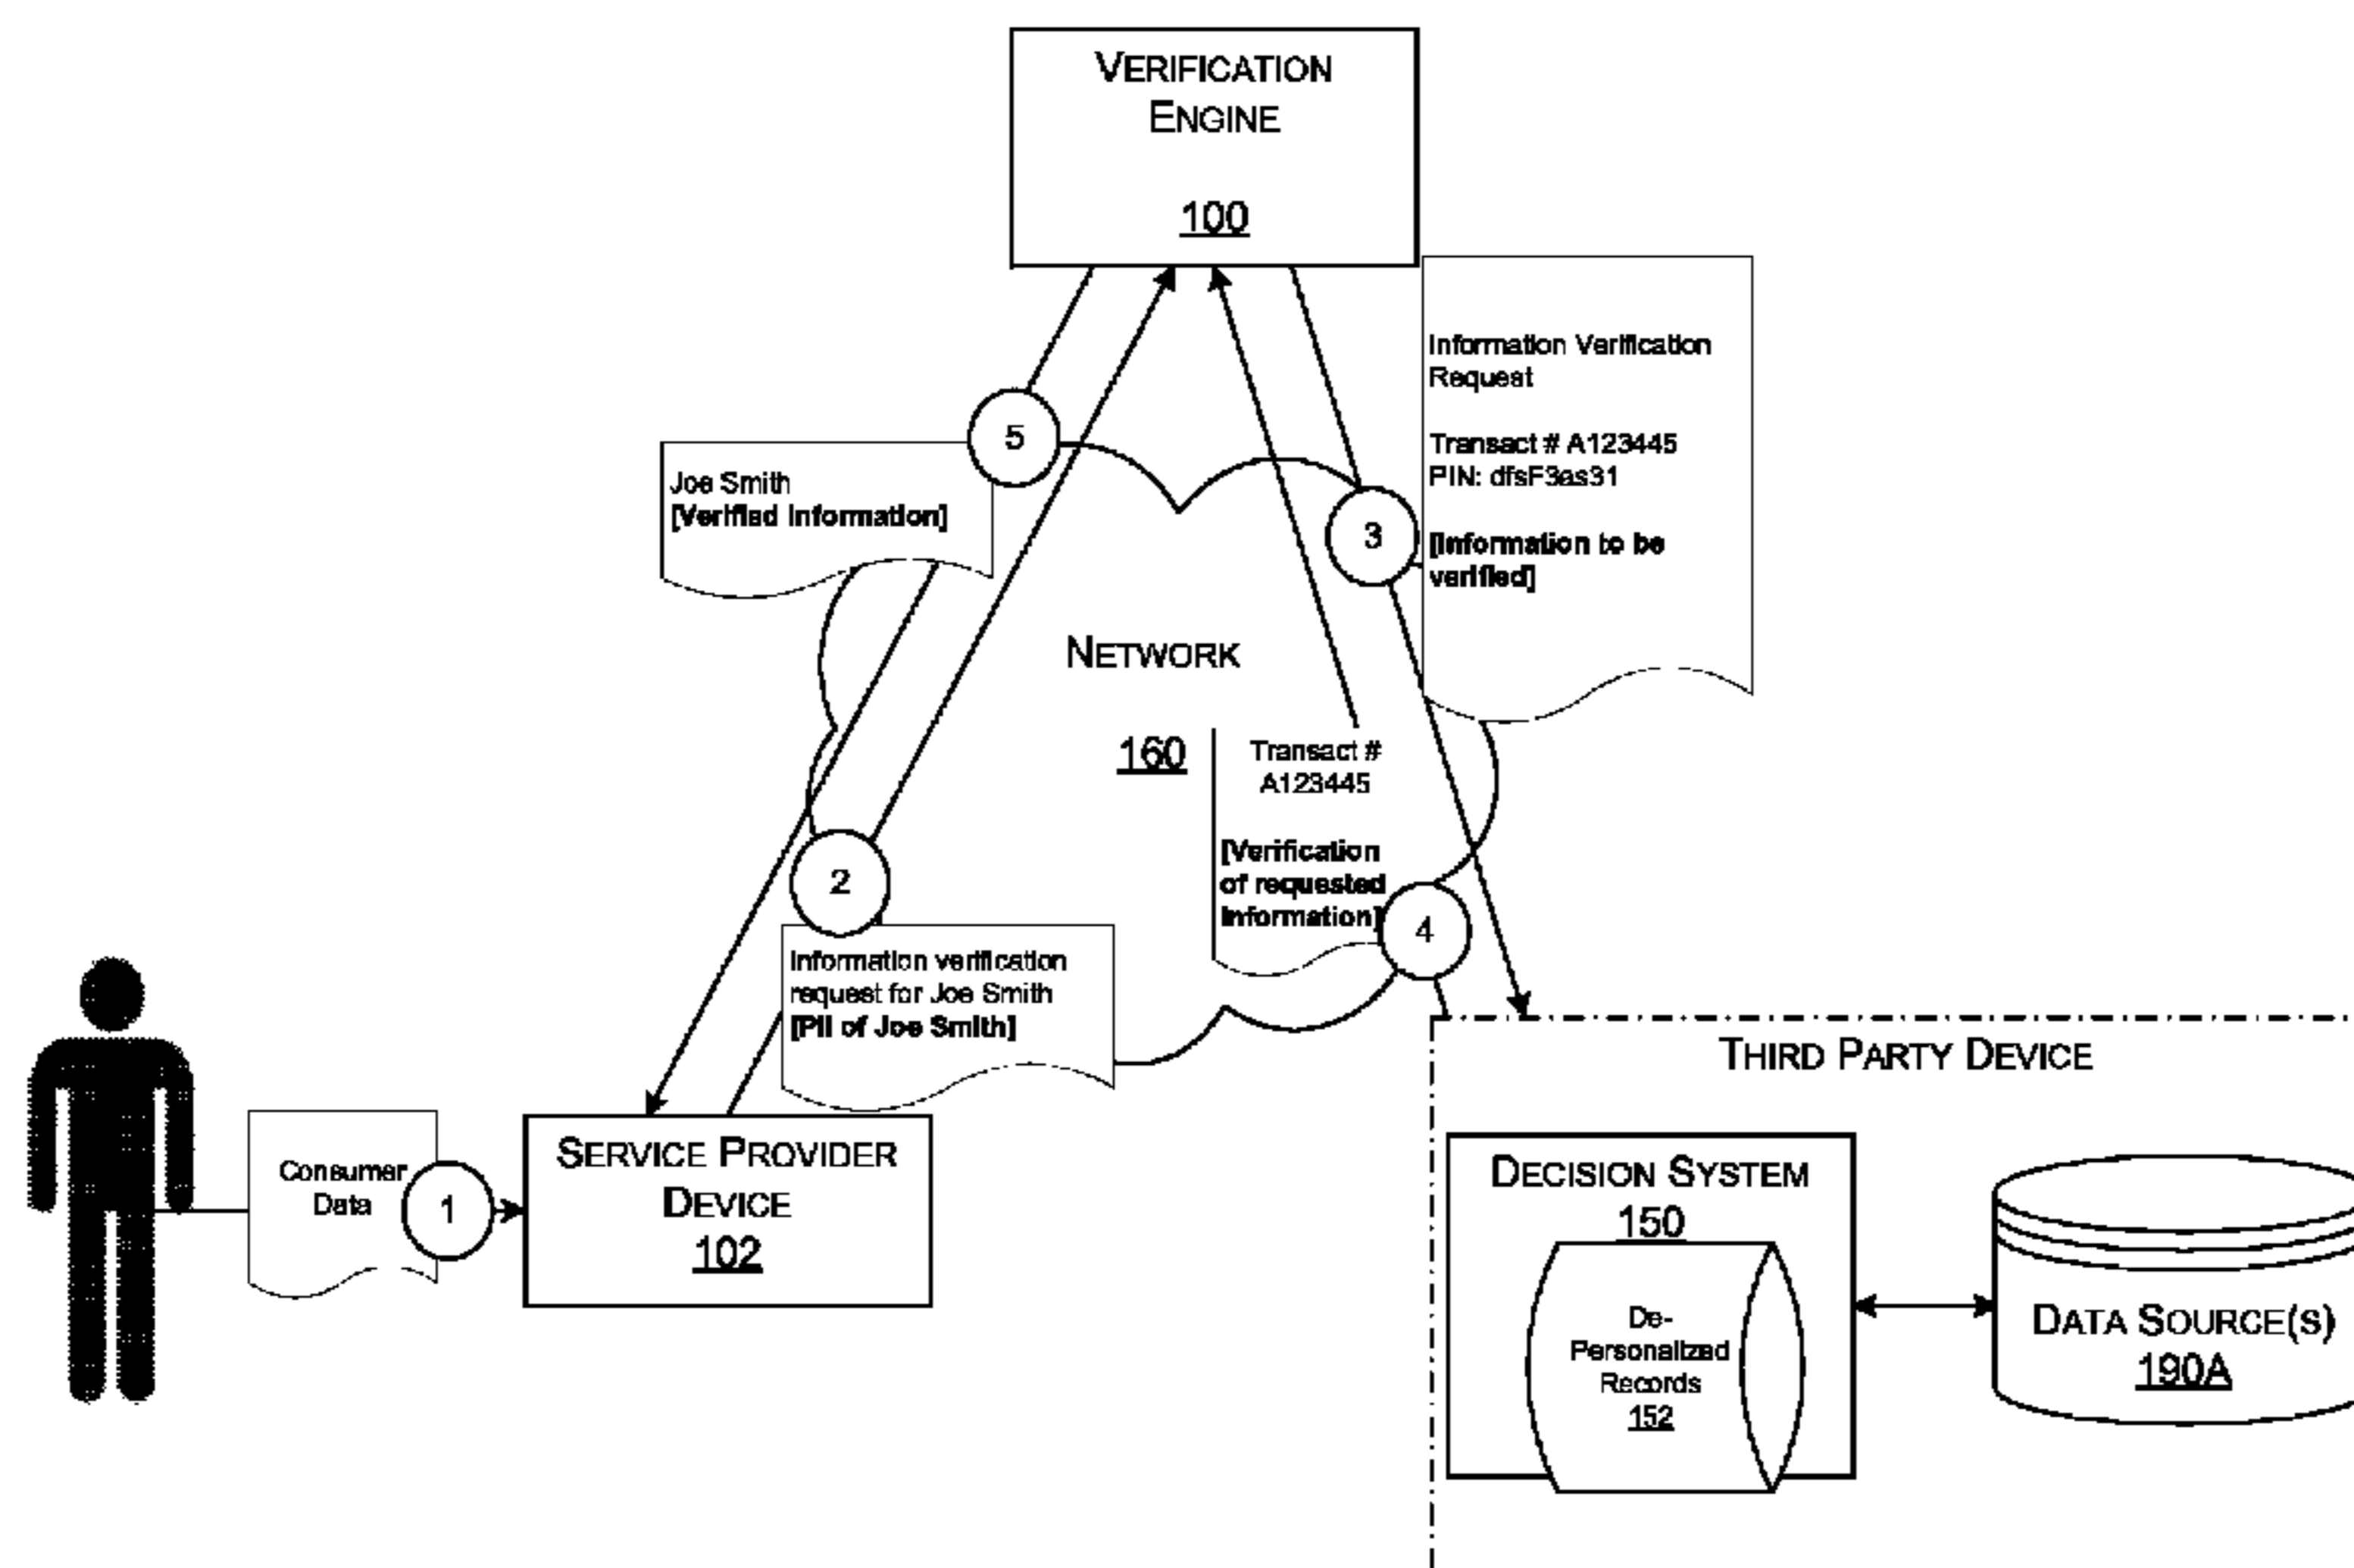 VERIFICATION
ENGINE
100
5
Joe Smith
[Verified Information]
Information Verification
Request
Transact # A123445
PIN: dfsF3as31
[Information to be
verified]
3
NETWORK
160
Transact #
A123445
[Verification
of requested
Information]
4
2
Information verification
request for Joe Smith
[PII of Joe Smith]
Consumer
Data
1
SERVICE PROVIDER
DEVICE
102
THIRD PARTY DEVICE
DECISION SYSTEM
150
De-
Personalized
Records
152
DATA SOURCE(S)
190A